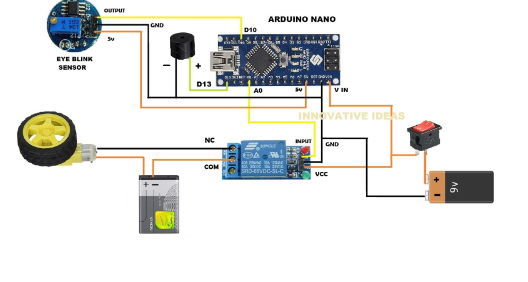 OUTPUT
GND
5v
EYE BLINK
SENSOR
D10
ARDUINO NANO
+
–
D13
A0
5v
V IN
INNOVATIVE IDEAS
NC
COM
INPUT
GND
VCC
SRD-05VDC-SL-C
+ –
9v
+
–